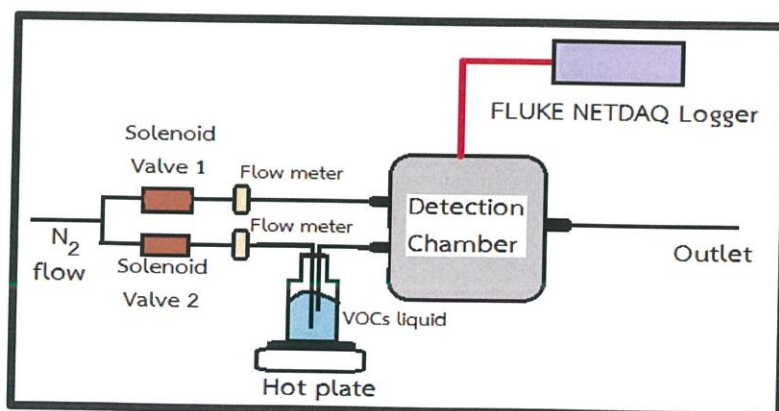 FLUKE NETDAQ Logger
Solenoid
Valve 1
Flow meter
Flow meter
Detection
Chamber
N2
flow
Solenoid
Valve 2
Outlet
VOCs liquid
Hot plate